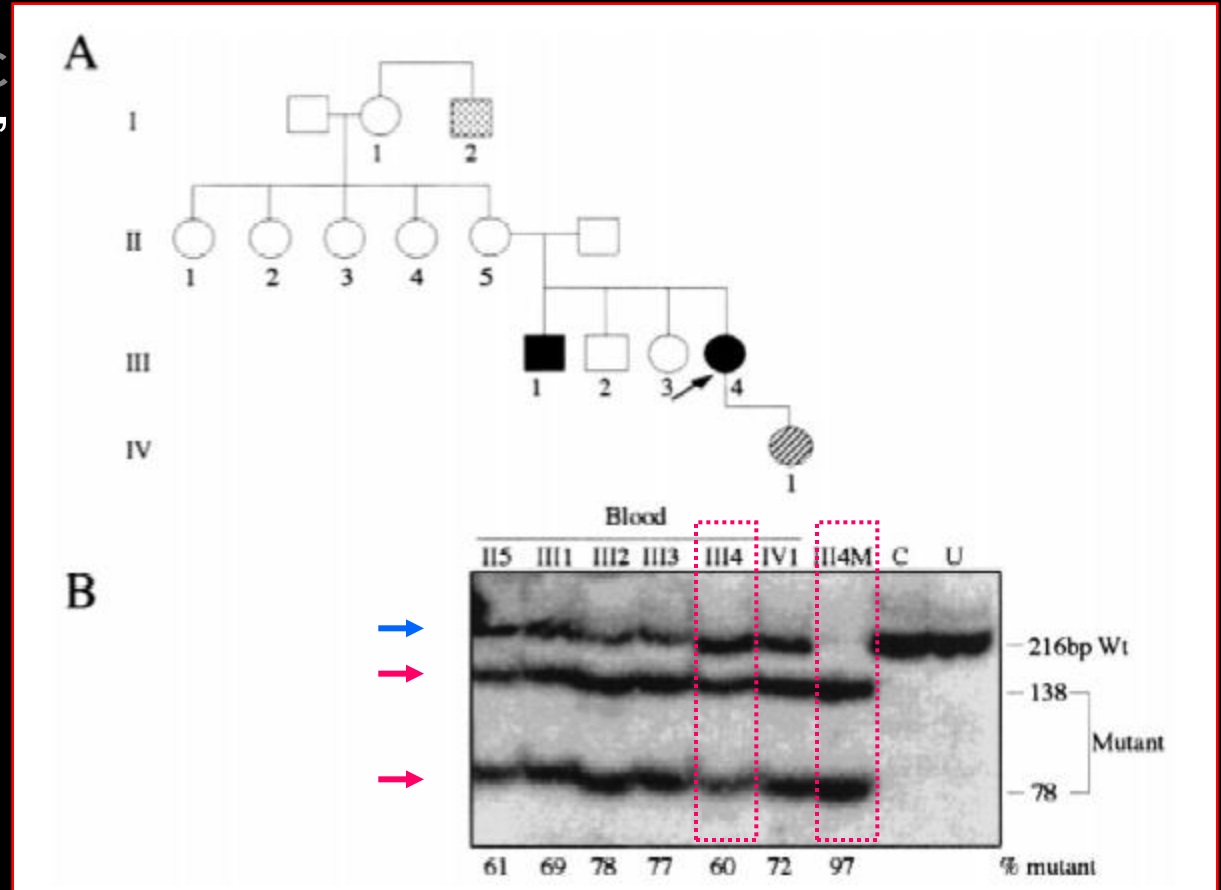 A
I
1 2
II
1 2 3 4 5
III
1 2 3 4
IV
1
Blood
II5 III1 III2 III3 III4 IV1 III4M C U
B
216bp Wt
138
Mutant
78
61 69 78 77 60 72 97 % mutant